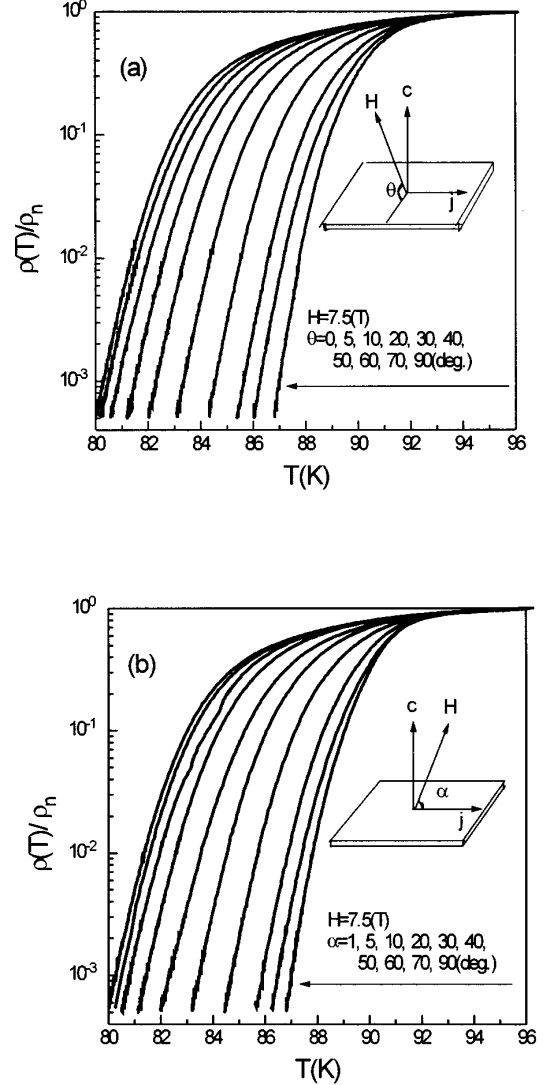 (a)
10⁰
10⁻¹
10⁻²
10⁻³
ρ(T)/ρₙ
c
H
θ
j
H=7.5(T)
θ=0, 5, 10, 20, 30, 40,
50, 60, 70, 90(deg.)
80 82 84 86 88 90 92 94 96
T(K)
(b)
10⁰
10⁻¹
10⁻²
10⁻³
ρ(T)/ρₙ
c H
α
j
H=7.5(T)
α=1, 5, 10, 20, 30, 40,
50, 60, 70, 90(deg.)
80 82 84 86 88 90 92 94 96
T(K)